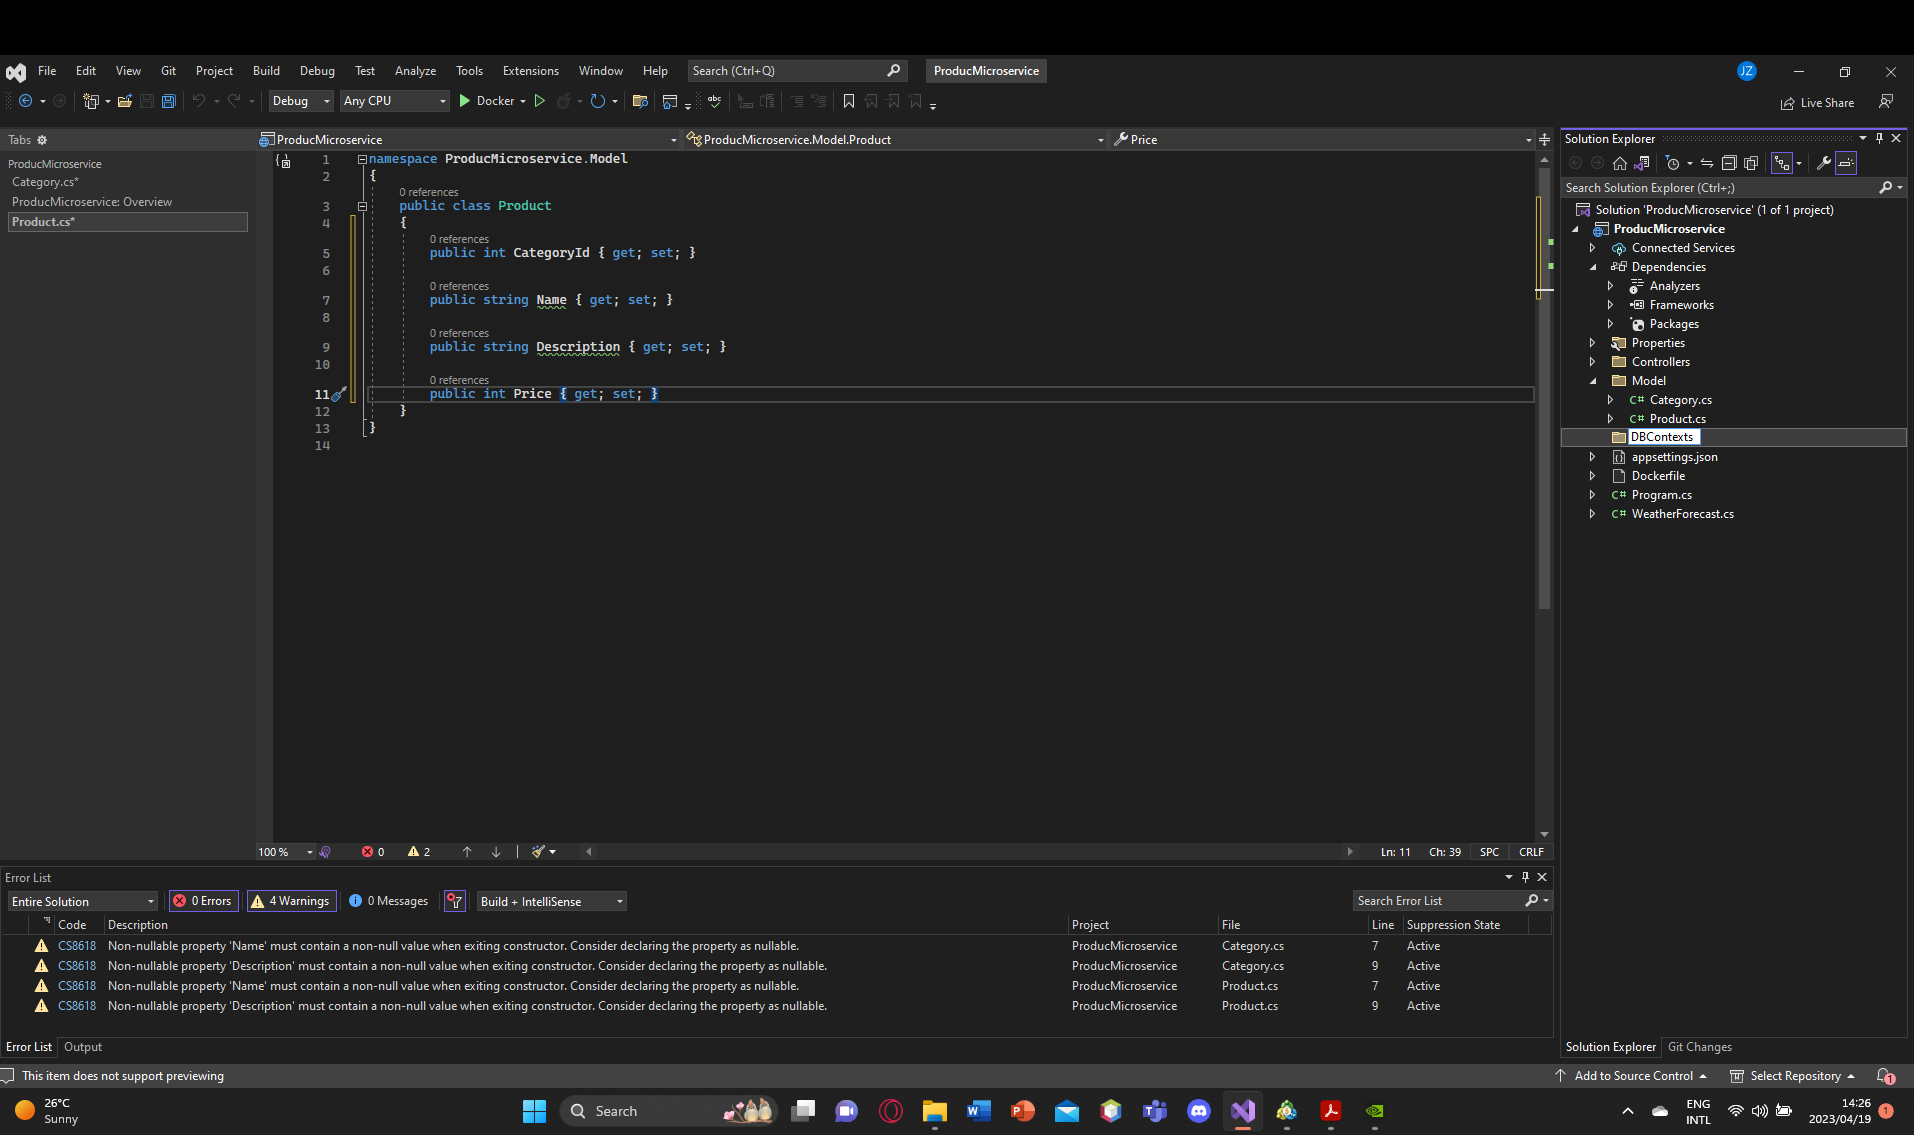 File Edit View Git Project Build Debug Test Analyze Tools Extensions Window Help Search (Ctrl+Q) ProducMicroservice JZ
Debug Any CPU Docker Live Share
Tabs
ProducMicroservice
Category.cs*
ProducMicroservice: Overview
Product.cs*
ProducMicroservice ProducMicroservice.Model.Product Price
1 namespace ProducMicroservice.Model
2 {
0 references
3 public class Product
4 {
0 references
5 public int CategoryId { get; set; }
6
0 references
7 public string Name { get; set; }
8
0 references
9 public string Description { get; set; }
10
0 references
11 public int Price { get; set; }
12 }
13 }
14
100 % 0 2 Ln: 11 Ch: 39 SPC CRLF
Solution Explorer
Search Solution Explorer (Ctrl+;)
Solution 'ProducMicroservice' (1 of 1 project)
ProducMicroservice
Connected Services
Dependencies
Analyzers
Frameworks
Packages
Properties
Controllers
Model
C# Category.cs
C# Product.cs
DBContexts
appsettings.json
Dockerfile
C# Program.cs
C# WeatherForecast.cs
Error List
Entire Solution 0 Errors 4 Warnings 0 Messages Build + IntelliSense Search Error List
Code Description Project File Line Suppression State
CS8618 Non-nullable property 'Name' must contain a non-null value when exiting constructor. Consider declaring the property as nullable. ProducMicroservice Category.cs 7 Active
CS8618 Non-nullable property 'Description' must contain a non-null value when exiting constructor. Consider declaring the property as nullable. ProducMicroservice Category.cs 9 Active
CS8618 Non-nullable property 'Name' must contain a non-null value when exiting constructor. Consider declaring the property as nullable. ProducMicroservice Product.cs 7 Active
CS8618 Non-nullable property 'Description' must contain a non-null value when exiting constructor. Consider declaring the property as nullable. ProducMicroservice Product.cs 9 Active
Error List Output
Solution Explorer Git Changes
This item does not support previewing Add to Source Control Select Repository 1
26°C
Sunny
Search
ENG
INTL
14:26
2023/04/19
1